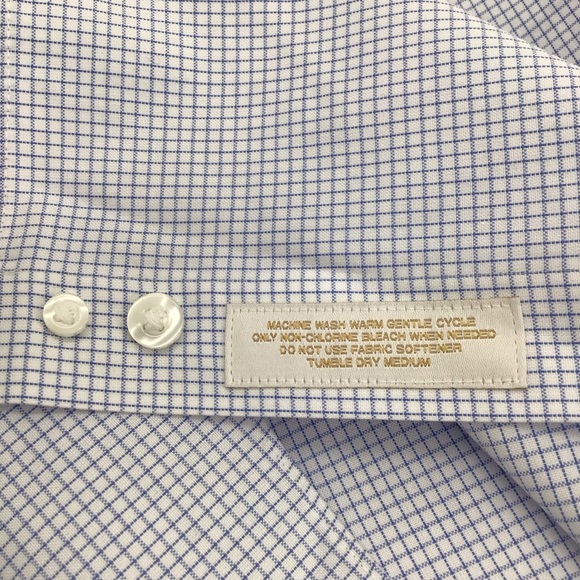 MACHINE WASH WARM GENTLE CYCLE
ONLY NON-CHLORINE BLEACH WHEN NEEDED
DO NOT USE FABRIC SOFTENER
TUMBLE DRY MEDIUM